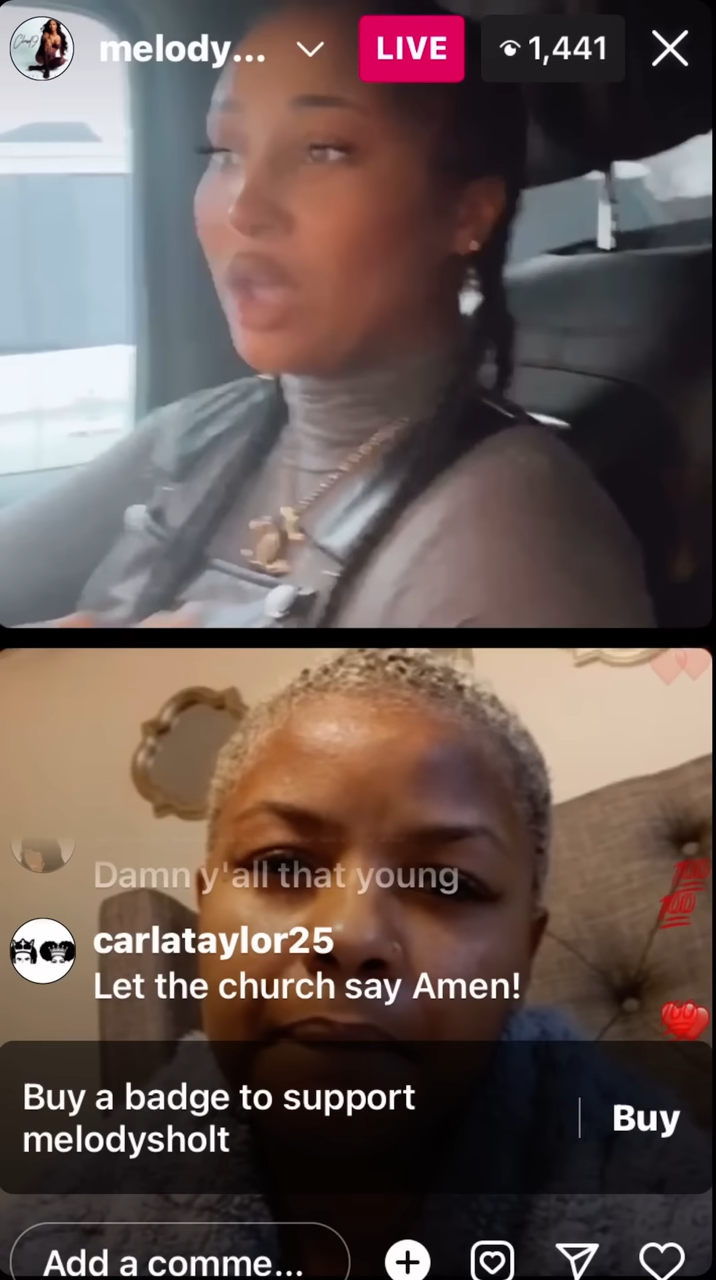 melody...
LIVE
1,441
Damn y'all that young
carlataylor25
Let the church say Amen!
Buy a badge to support
melodysholt
Buy
Add a comme...